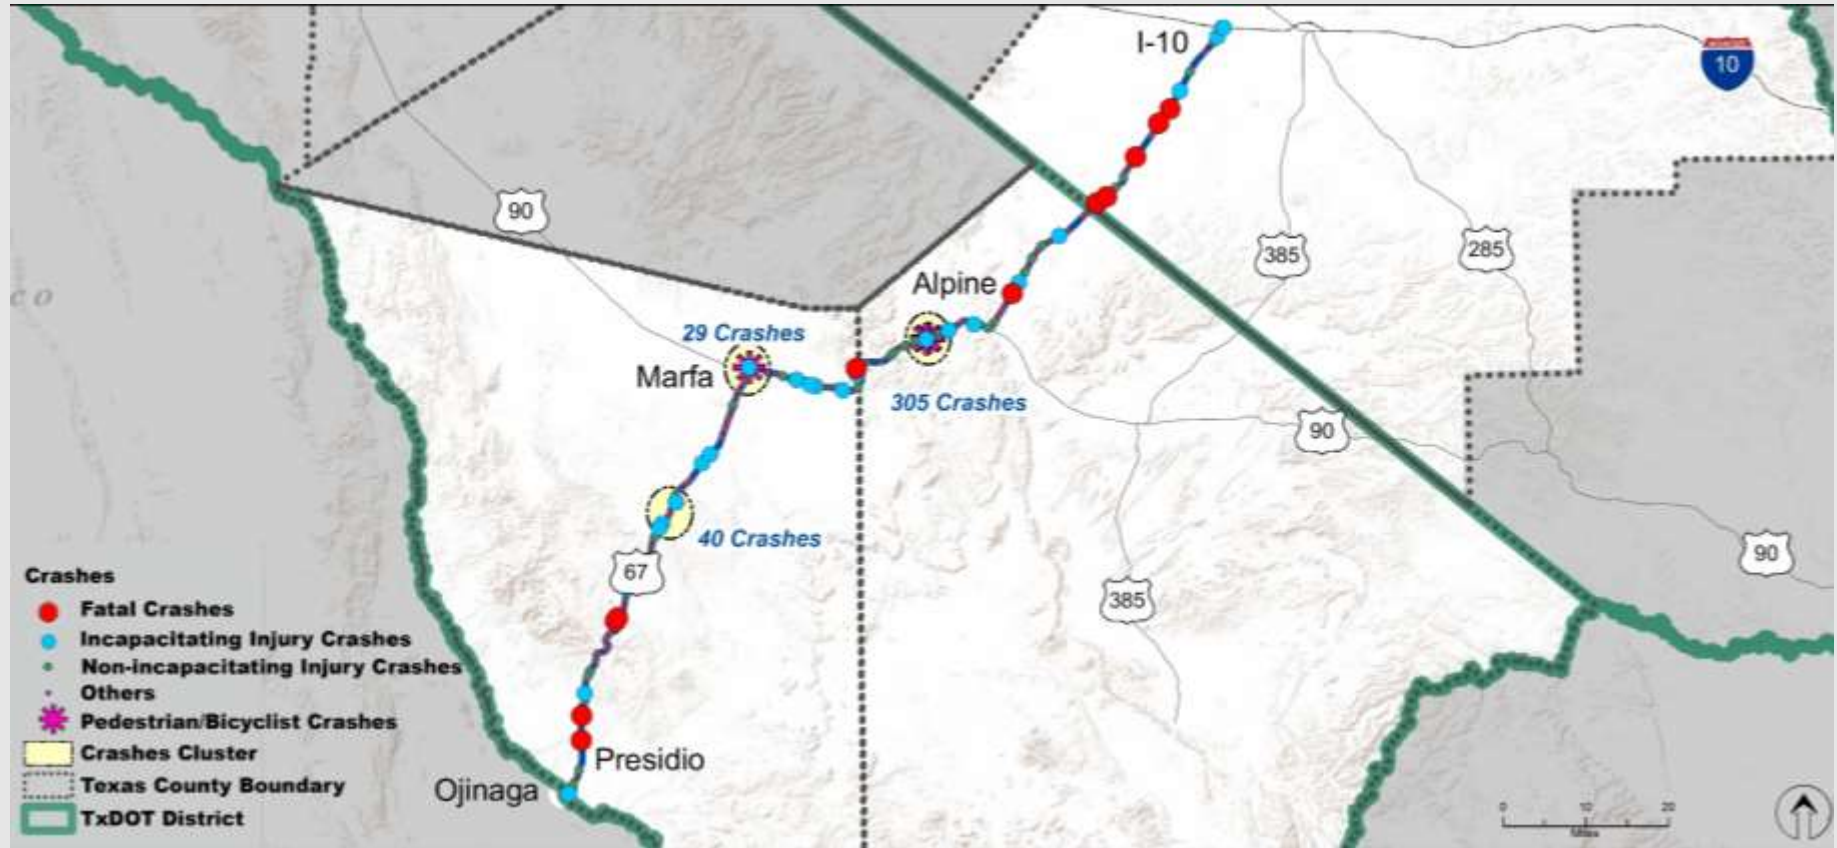 I-10
10
90
385
285
Alpine
29 Crashes
Marfa
305 Crashes
90
40 Crashes
67
90
385
Presidio
Ojinaga
Crashes
Fatal Crashes
Incapacitating Injury Crashes
Non-incapacitating Injury Crashes
Others
Pedestrian/Bicyclist Crashes
Crashes Cluster
Texas County Boundary
TxDOT District
C O
0 10 20
Miles